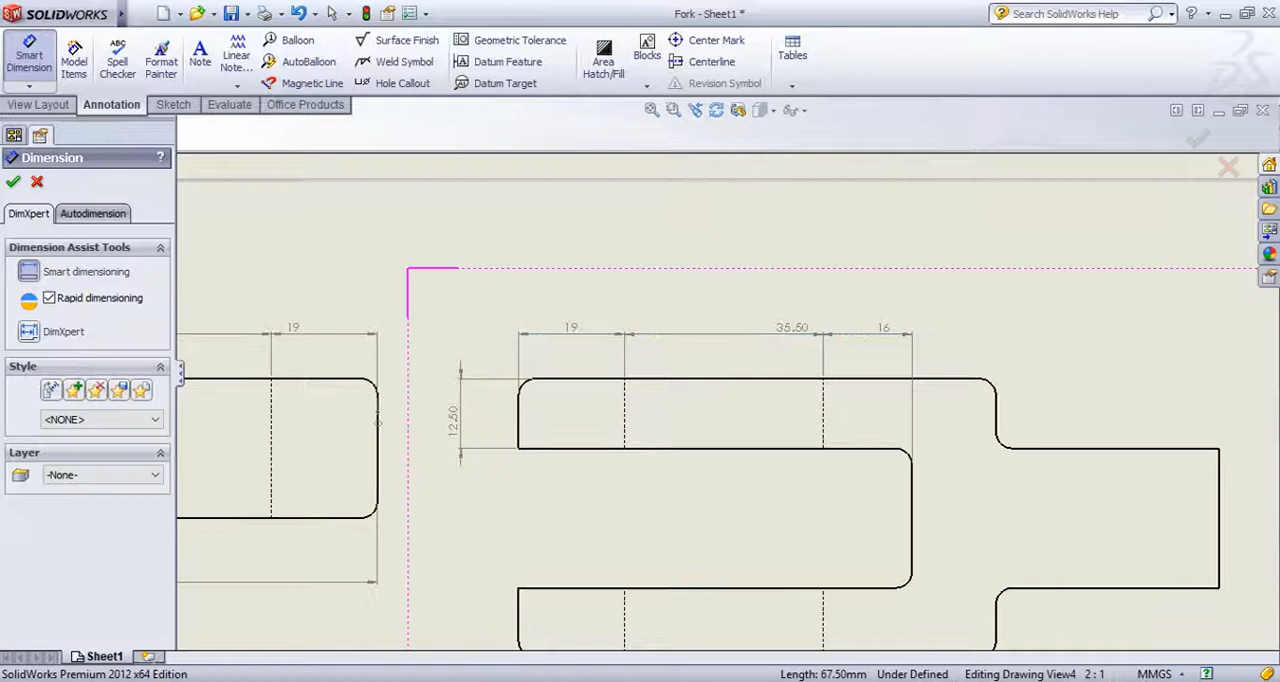 SOLIDWORKS
Fork - Sheet1 *
Search SolidWorks Help
Smart Dimension
Model Items
Spell Checker
Format Painter
Note
Linear Note...
Balloon
AutoBalloon
Magnetic Line
Surface Finish
Weld Symbol
Hole Callout
Geometric Tolerance
Datum Feature
Datum Target
Area Hatch/Fill
Blocks
Center Mark
Centerline
Revision Symbol
Tables
View Layout
Annotation
Sketch
Evaluate
Office Products
Dimension
?
DimXpert
Autodimension
Dimension Assist Tools
Smart dimensioning
Rapid dimensioning
DimXpert
Style
<NONE>
Layer
-None-
19
19
35.50
16
12.50
Sheet1
SolidWorks Premium 2012 x64 Edition
Length: 67.50mm
Under Defined
Editing Drawing View4
2 : 1
MMGS